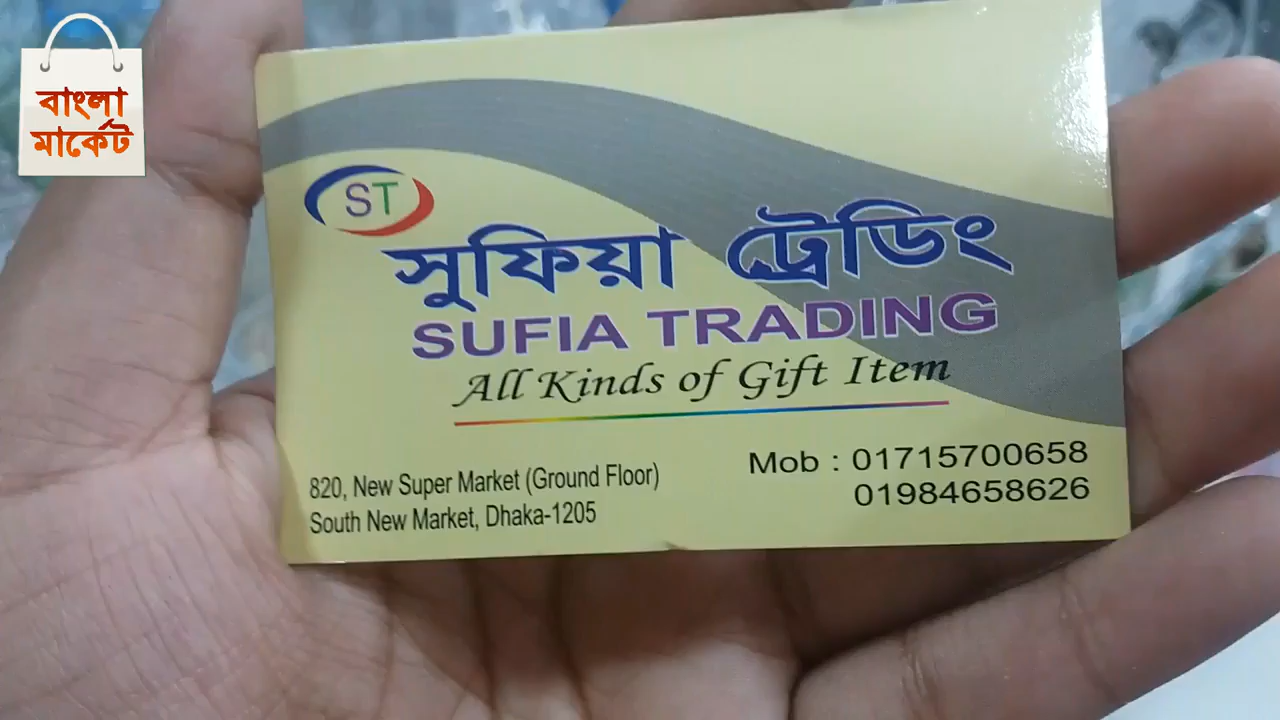 বাংলা
মার্কেট
ST
সুফিয়া ট্রেডিং
SUFIA TRADING
All Kinds of Gift Item
820, New Super Market (Ground Floor)
South New Market, Dhaka-1205
Mob : 01715700658
01984658626